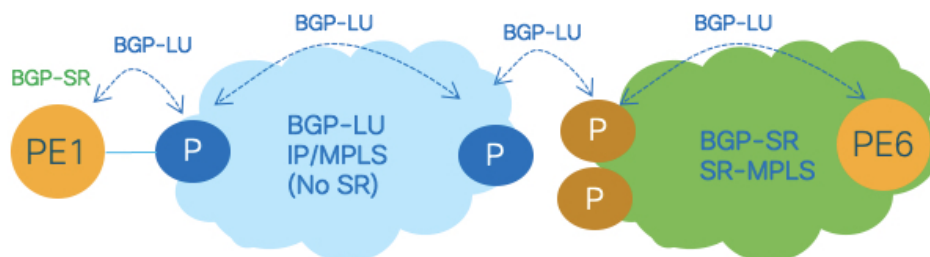 BGP-LU
BGP-LU
BGP-LU
BGP-LU
BGP-SR
PE1
P
BGP-LU
IP/MPLS
(No SR)
P
P
P
BGP-SR
SR-MPLS
PE6